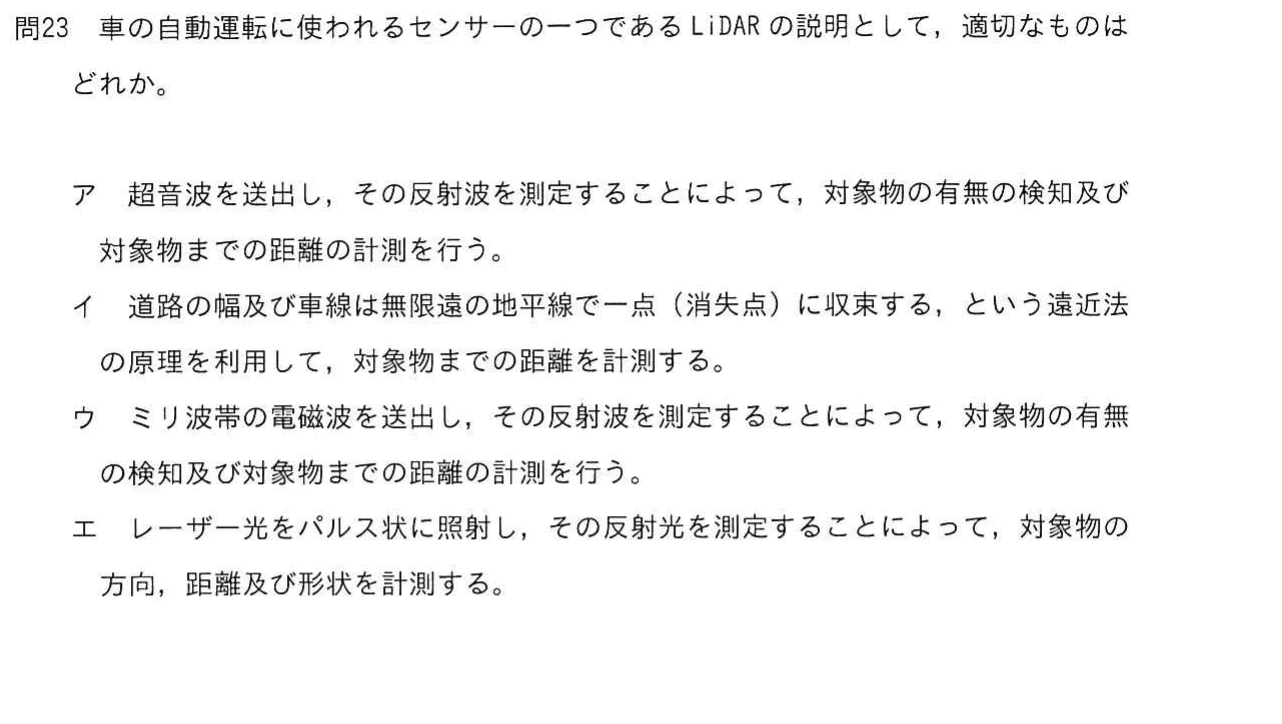 問23　車の自動運転に使われるセンサーの一つである LiDAR の説明として，適切なものは
どれか。
ア　超音波を送出し，その反射波を測定することによって，対象物の有無の検知及び
対象物までの距離の計測を行う。
イ　道路の幅及び車線は無限遠の地平線で一点（消失点）に収束する，という遠近法
の原理を利用して，対象物までの距離を計測する。
ウ　ミリ波帯の電磁波を送出し，その反射波を測定することによって，対象物の有無
の検知及び対象物までの距離の計測を行う。
エ　レーザー光をパルス状に照射し，その反射光を測定することによって，対象物の
方向，距離及び形状を計測する。